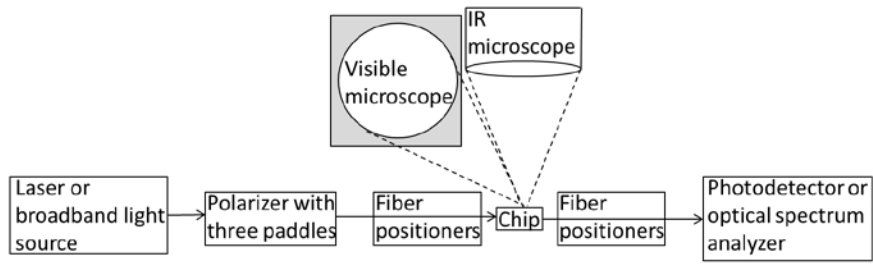 Visible
microscope
IR
microscope
Laser or
broadband light
source
Polarizer with
three paddles
Fiber
positioners
Chip
Fiber
positioners
Photodetector or
optical spectrum
analyzer